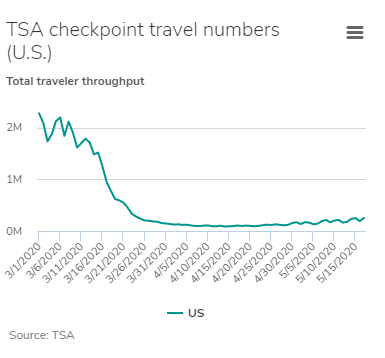 TSA checkpoint travel numbers
(U.S.)
Total traveler throughput
2M
1M
0M
3/1/2020
3/6/2020
3/11/2020
3/16/2020
3/21/2020
3/26/2020
3/31/2020
4/5/2020
4/10/2020
4/15/2020
4/20/2020
4/25/2020
4/30/2020
5/5/2020
5/10/2020
5/15/2020
US
Source: TSA